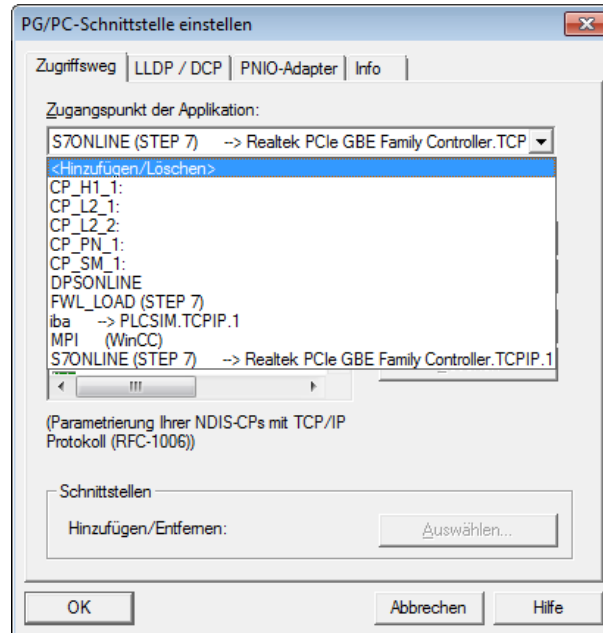 PG/PC-Schnittstelle einstellen
Zugriffsweg LLDP / DCP PNIO-Adapter Info
Zugangspunkt der Applikation:
S7ONLINE (STEP 7) --> Realtek PCIe GBE Family Controller.TCP
<Hinzufügen/Löschen>
CP_H1_1:
CP_L2_1:
CP_L2_2:
CP_PN_1:
CP_SM_1:
DPSONLINE
FWL_LOAD (STEP 7)
iba --> PLCSIM.TCPIP.1
MPI (WinCC)
S7ONLINE (STEP 7) --> Realtek PCIe GBE Family Controller.TCPIP.1
(Parametrierung Ihrer NDIS-CPs mit TCP/IP
Protokoll (RFC-1006))
Schnittstellen
Hinzufügen/Entfernen: Auswählen...
OK Abbrechen Hilfe